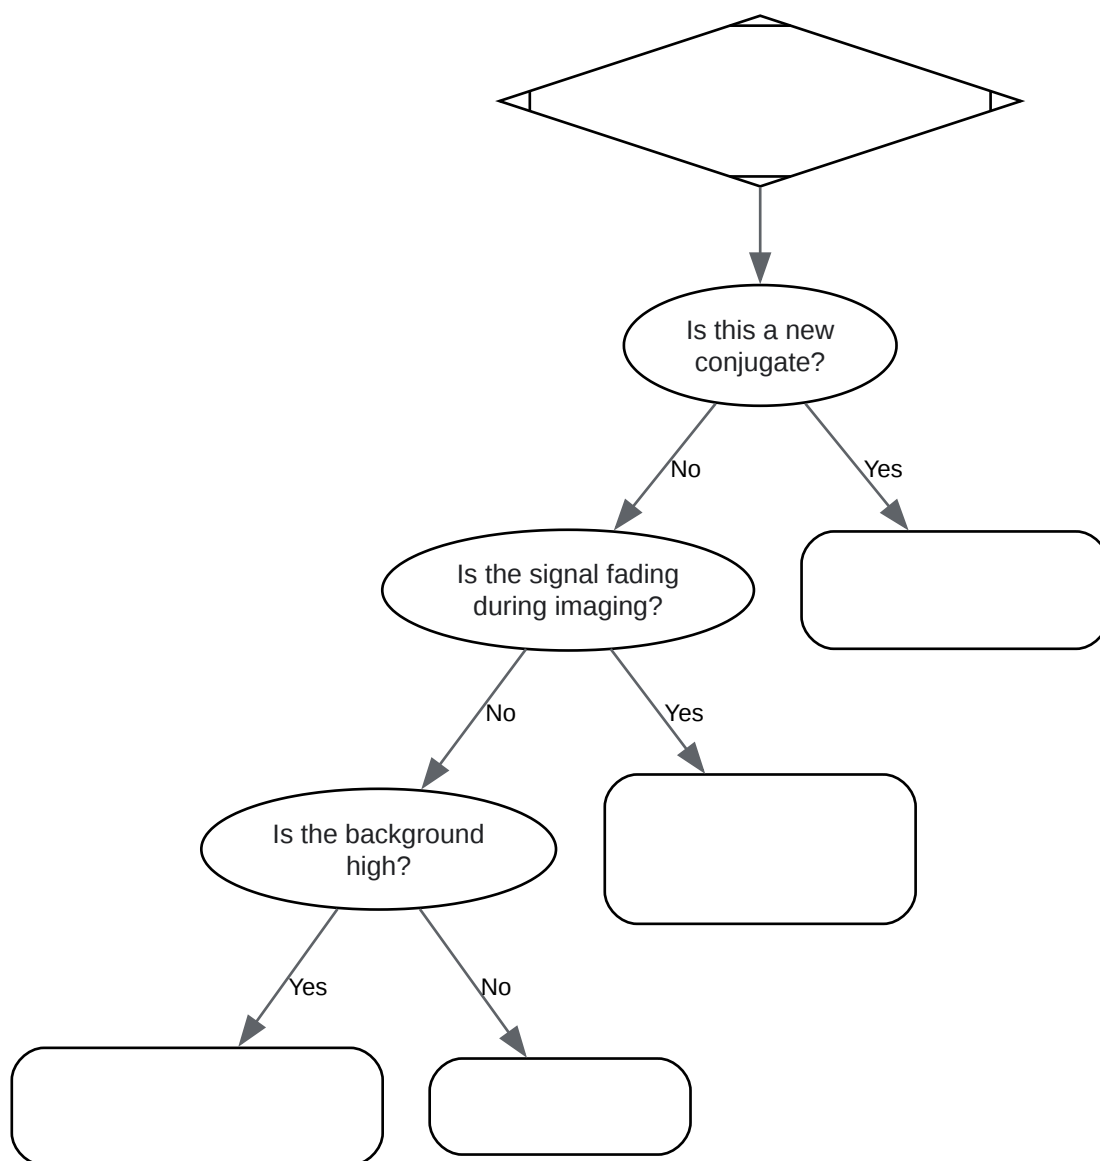 Is this a new
conjugate?
No
Yes
Is the signal fading
during imaging?
No
Yes
Is the background
high?
Yes
No